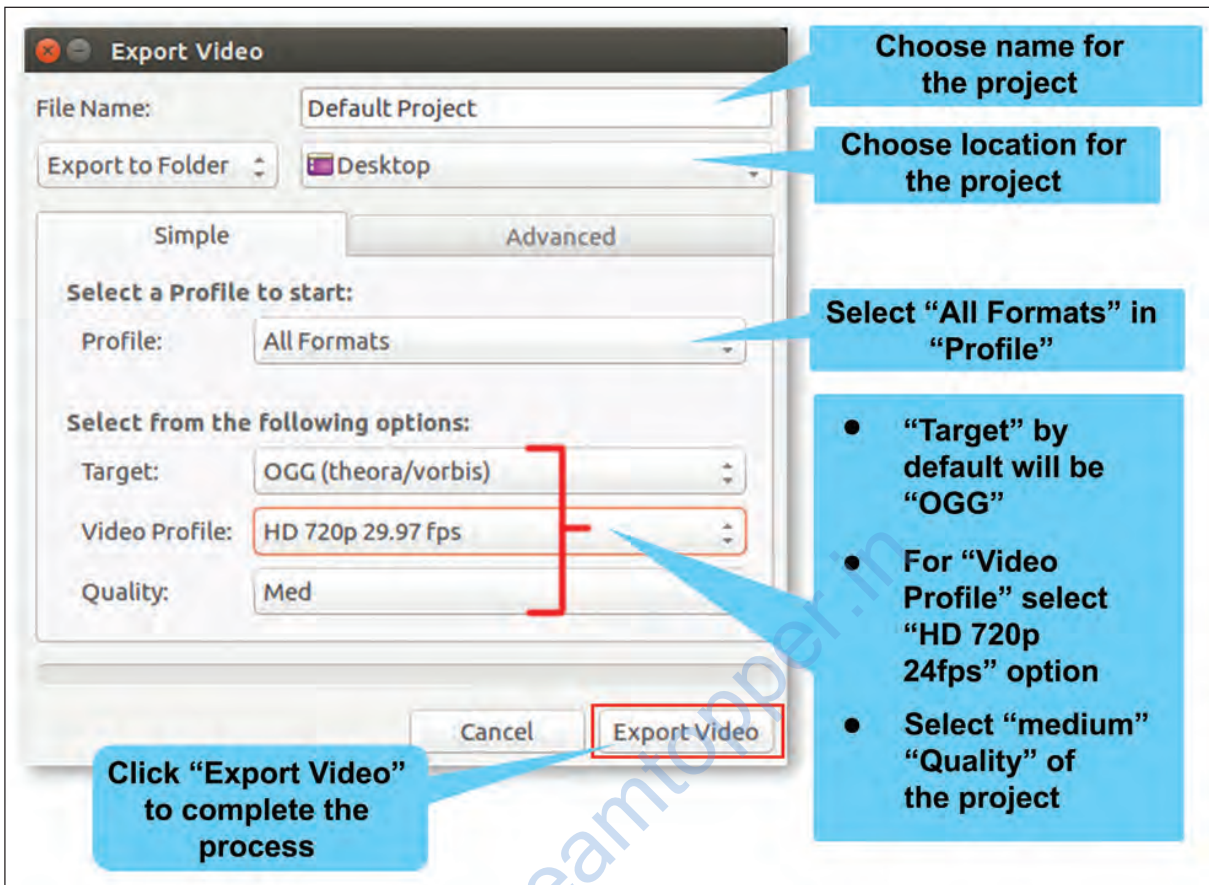 Export Video
Choose name for
the project
File Name:
Default Project
Choose location for
the project
Export to Folder
Desktop
Simple
Advanced
Select a Profile to start:
Profile:
All Formats
Select “All Formats” in
“Profile”
Select from the following options:
Target:
OGG (theora/vorbis)
Video Profile:
HD 720p 29.97 fps
Quality:
Med
● “Target” by
default will be
“OGG”
● For “Video
Profile” select
“HD 720p
24fps” option
● Select “medium”
“Quality” of
the project
Cancel
Export Video
Click “Export Video”
to complete the
process
eamtopper.in